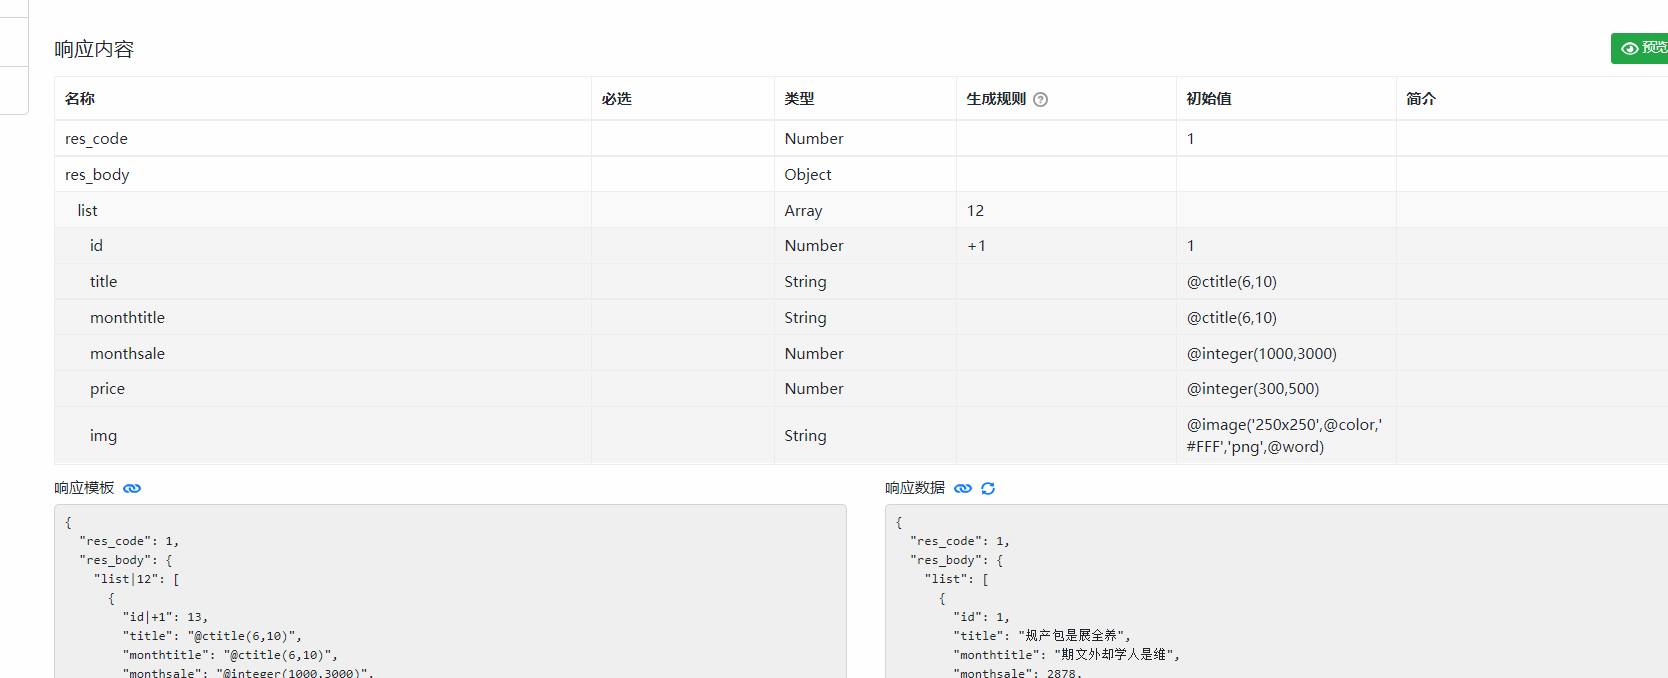 响应内容
预览
名称 必选 类型 生成规则 初始值 简介
res_code Number 1
res_body Object
list Array 12
id Number +1 1
title String @ctitle(6,10)
monthtitle String @ctitle(6,10)
monthsale Number @integer(1000,3000)
price Number @integer(300,500)
img String @image('250x250',@color,'
#FFF','png',@word)
响应模板
{
"res_code": 1,
"res_body": {
"list|12": [
{
"id|+1": 13,
"title": "@ctitle(6,10)",
"monthtitle": "@ctitle(6,10)",
"monthsale": "@integer(1000,3000)",
响应数据
{
"res_code": 1,
"res_body": {
"list": [
{
"id": 1,
"title": "规产包是展全养",
"monthtitle": "期文外却学人是维",
"monthsale": 2878,